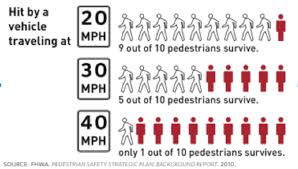 Hit by a
vehicle
traveling at
20
MPH
9 out of 10 pedestrians survive.
30
MPH
5 out of 10 pedestrians survive.
40
MPH
only 1 out of 10 pedestrians survives.
SOURCE: FHWA. PEDESTRIAN SAFETY STRATEGIC PLAN: BACKGROUND REPORT. 2010.